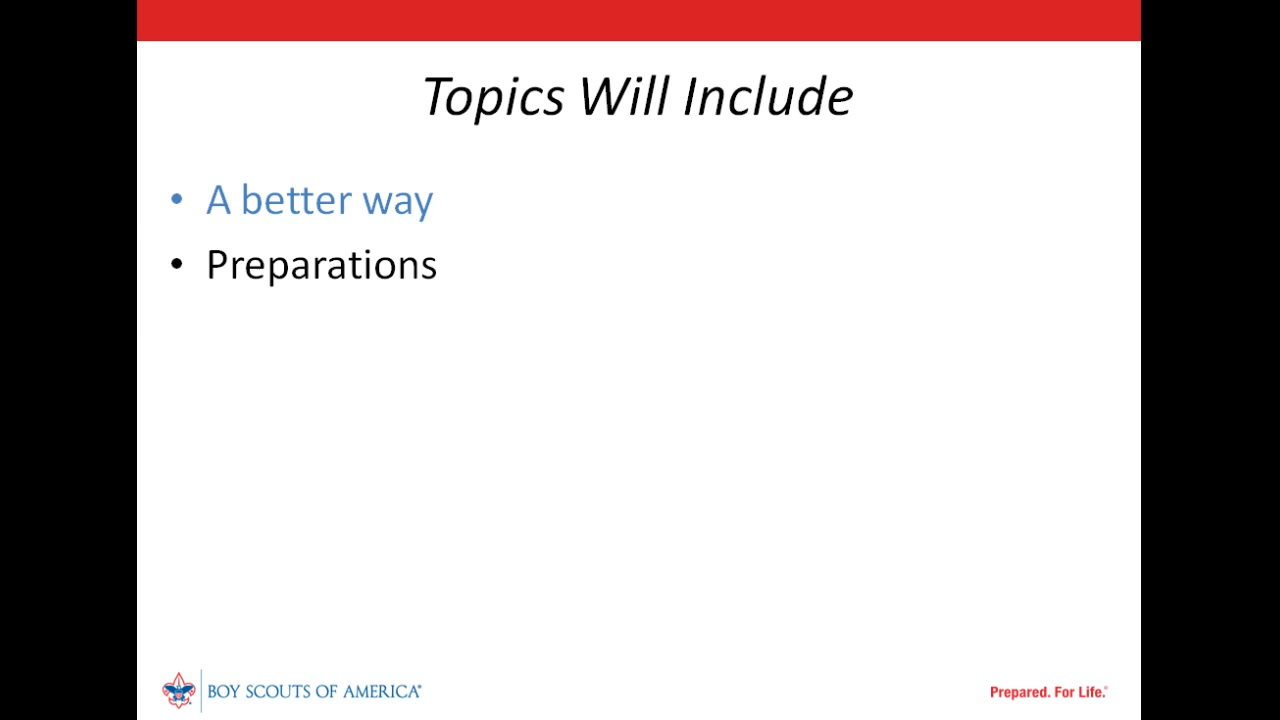 Topics Will Include
• A better way
• Preparations
BOY SCOUTS OF AMERICA®
Prepared. For Life.®